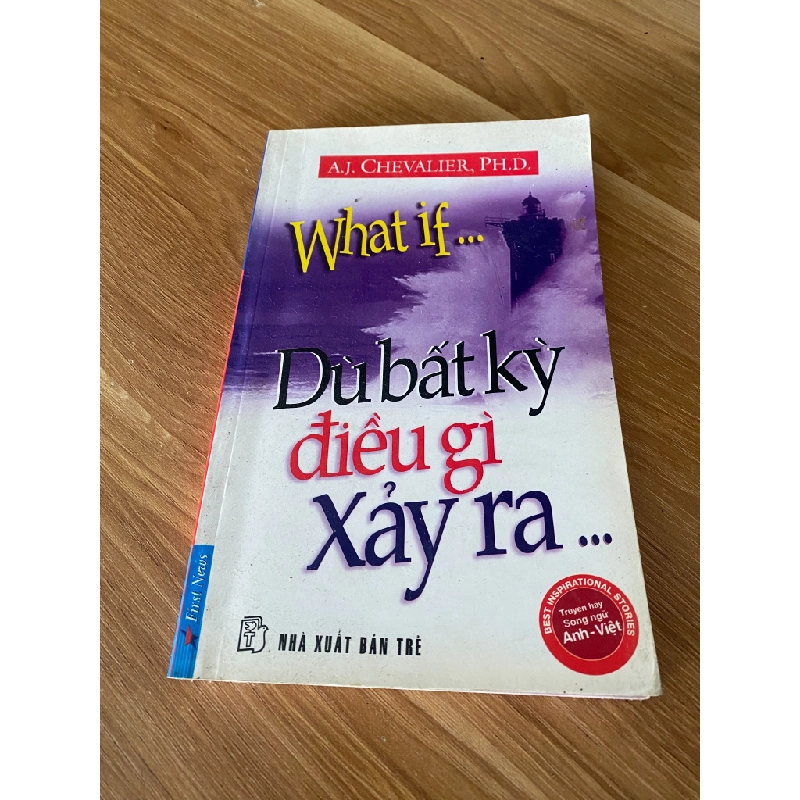 A.J. CHEVALIER, PH.D.
What if...
Dù bất kỳ
điều gì
xảy ra...
First News
NHÀ XUẤT BẢN TRẺ
BEST INSPIRATIONAL STORIES
Truyện hay
Song ngữ
Anh-Việt